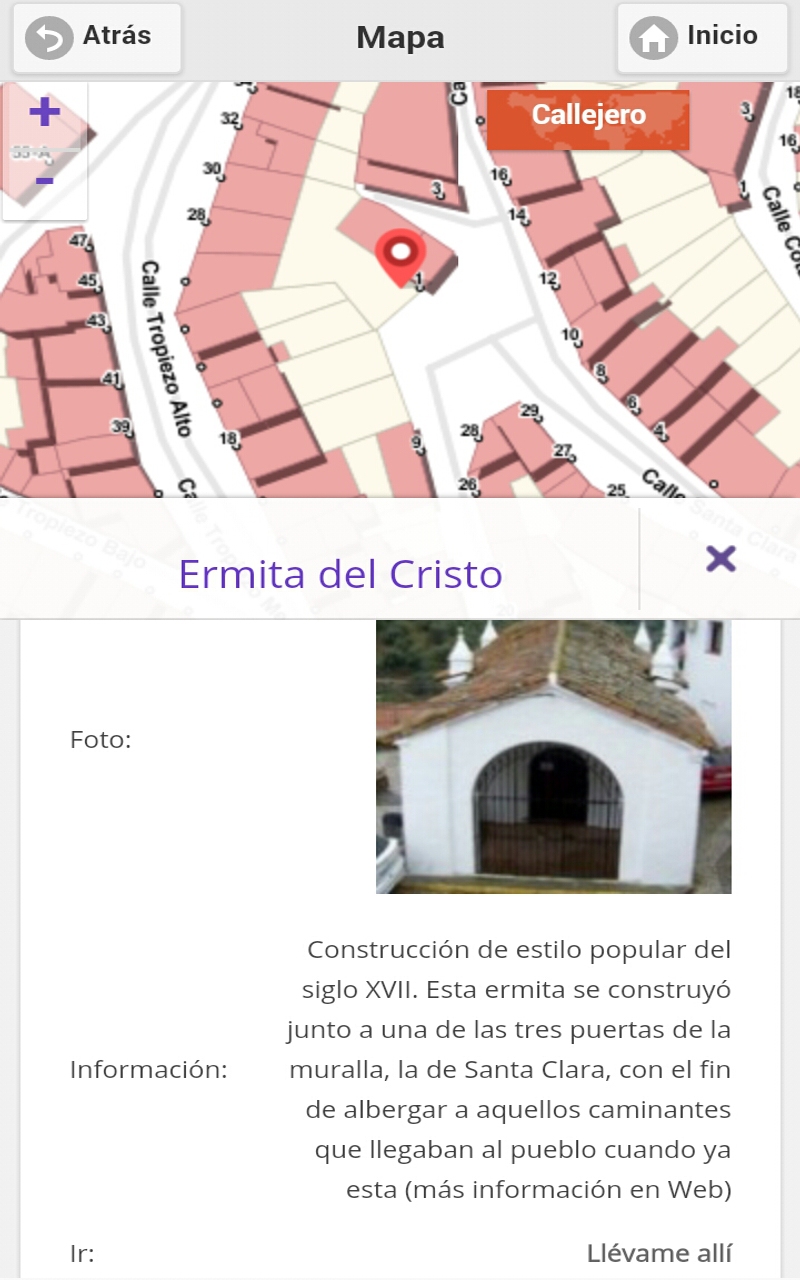 Atrás
Mapa
Inicio
+
-
Callejero
Ca
55-A
32
30
28
47
45
43
41
39
18
3
1
9
16
14
12
10
8
6
4
29
28
27
26
25
3
1
18
16
Calle Tropiezo Alto
Calle
Santa Clara
Tropiezo Bajo
Ermita del Cristo
Foto:
Información:
Construcción de estilo popular del
siglo XVII. Esta ermita se construyó
junto a una de las tres puertas de la
muralla, la de Santa Clara, con el fin
de albergar a aquellos caminantes
que llegaban al pueblo cuando ya
esta (más información en Web)
Ir:
Llévame allí